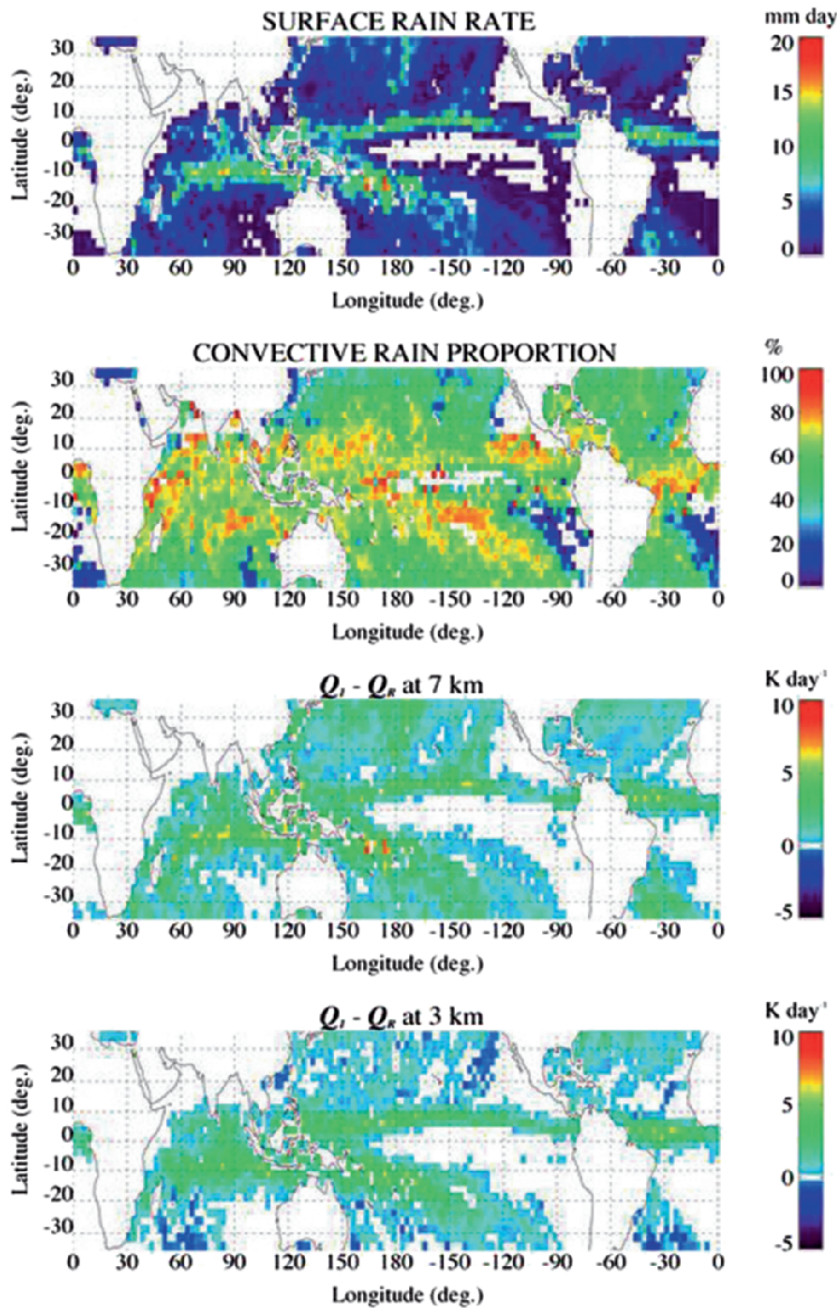 SURFACE RAIN RATE
mm day
Latitude (deg.)
30
20
10
0
-10
-20
-30
0 30 60 90 120 150 180 -150 -120 -90 -60 -30 0
Longitude (deg.)
20
15
10
5
0
CONVECTIVE RAIN PROPORTION
%
Latitude (deg.)
30
20
10
0
-10
-20
-30
0 30 60 90 120 150 180 -150 -120 -90 -60 -30 0
Longitude (deg.)
100
80
60
40
20
0
Q₁ - Q_R at 7 km
K day⁻¹
Latitude (deg.)
30
20
10
0
-10
-20
-30
0 30 60 90 120 150 180 -150 -120 -90 -60 -30 0
Longitude (deg.)
10
5
0
-5
Q₁ - Q_R at 3 km
K day⁻¹
Latitude (deg.)
30
20
10
0
-10
-20
-30
0 30 60 90 120 150 180 -150 -120 -90 -60 -30 0
Longitude (deg.)
10
5
0
-5